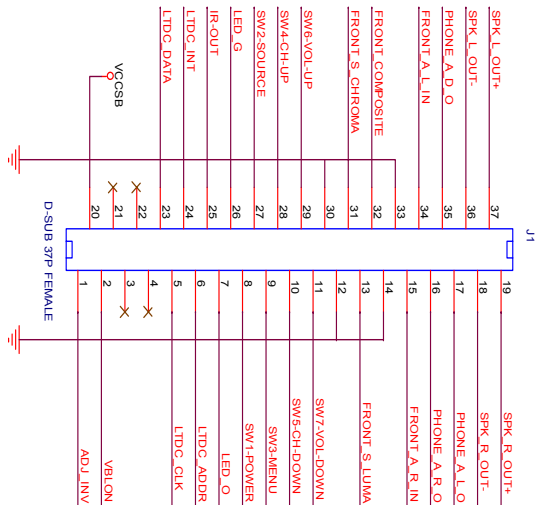 J1
SPK_L_OUT+
SPK_L_OUT-
PHONE_A_D_O
FRONT_A_L_IN
FRONT_COMPOSITE
FRONT_S_CHROMA
SW6-VOL-UP
SW4-CH-UP
SW2-SOURCE
LED_G
IR-OUT
LTDC_INT
LTDC_DATA
VCCSB
37
36
35
34
33
32
31
30
29
28
27
26
25
24
23
22
21
20
19
18
17
16
15
14
13
12
11
10
9
8
7
6
5
4
3
2
1
SPK_R_OUT+
SPK_R_OUT-
PHONE_A_L_O
PHONE_A_R_O
FRONT_A_R_IN
FRONT_S_LUMA
SW7-VOL-DOWN
SW5-CH-DOWN
SW3-MENU
SW1-POWER
LED_O
LTDC_ADDR
LTDC_CLK
VBLON
ADJ_INV
D-SUB 37P FEMALE